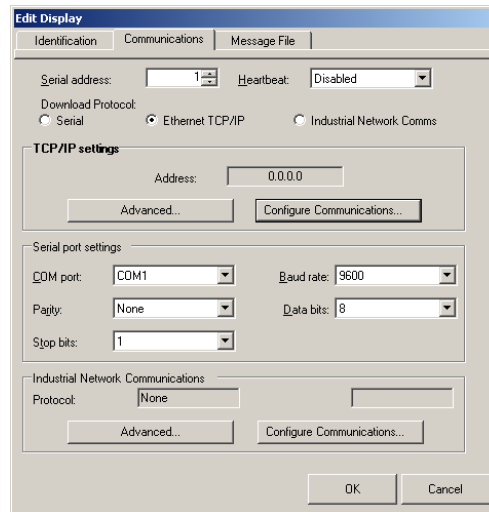 Edit Display
Identification Communications Message File
Serial address: 1 Heartbeat: Disabled
Download Protocol:
Serial Ethernet TCP/IP Industrial Network Comms
TCP/IP settings
Address: 0.0.0.0
Advanced... Configure Communications...
Serial port settings
COM port: COM1 Baud rate: 9600
Parity: None Data bits: 8
Stop bits: 1
Industrial Network Communications
Protocol: None
Advanced... Configure Communications...
OK Cancel